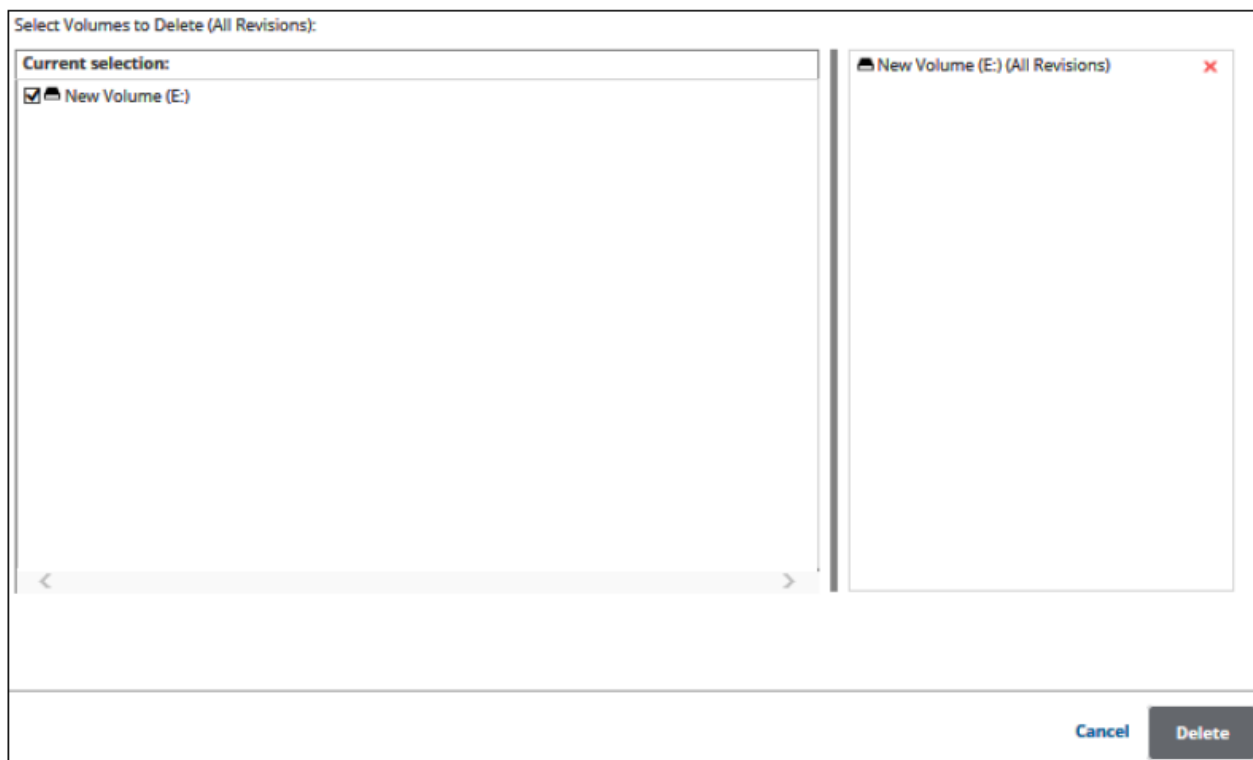 Select Volumes to Delete (All Revisions):
Current selection:
New Volume (E:)
New Volume (E:) (All Revisions)
Cancel
Delete